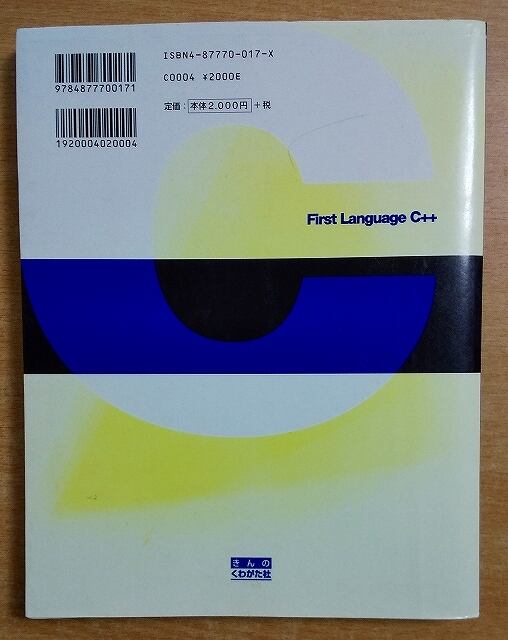 ISBN4-87770-017-X
C0004 ¥2000E
定価：本体2,000円＋税
9784877700171
1920004020004
First Language C++
きんの
くわがた社